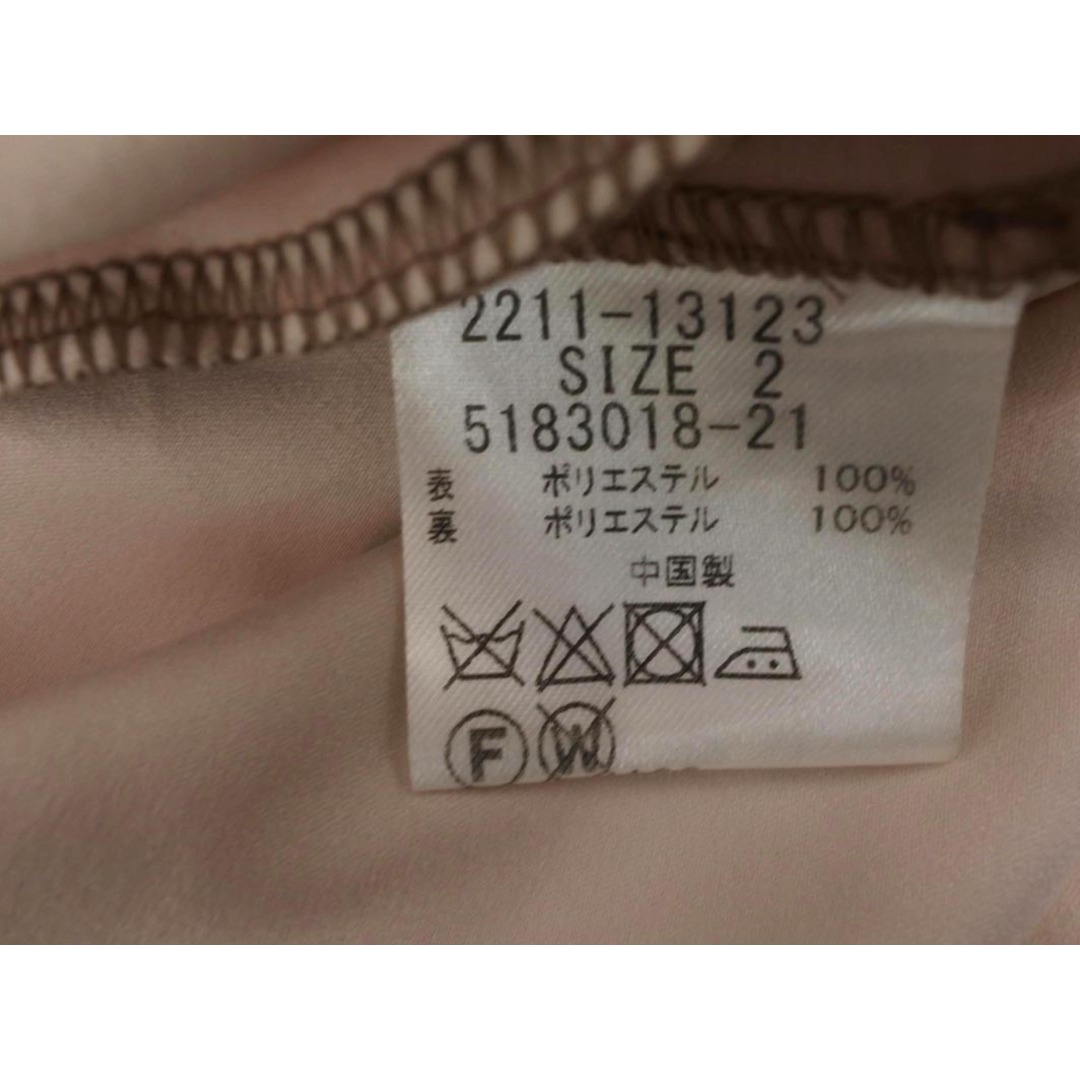 2211-13123
SIZE 2
5183018-21
表 ポリエステル 100%
裏 ポリエステル 100%
中国製
F W